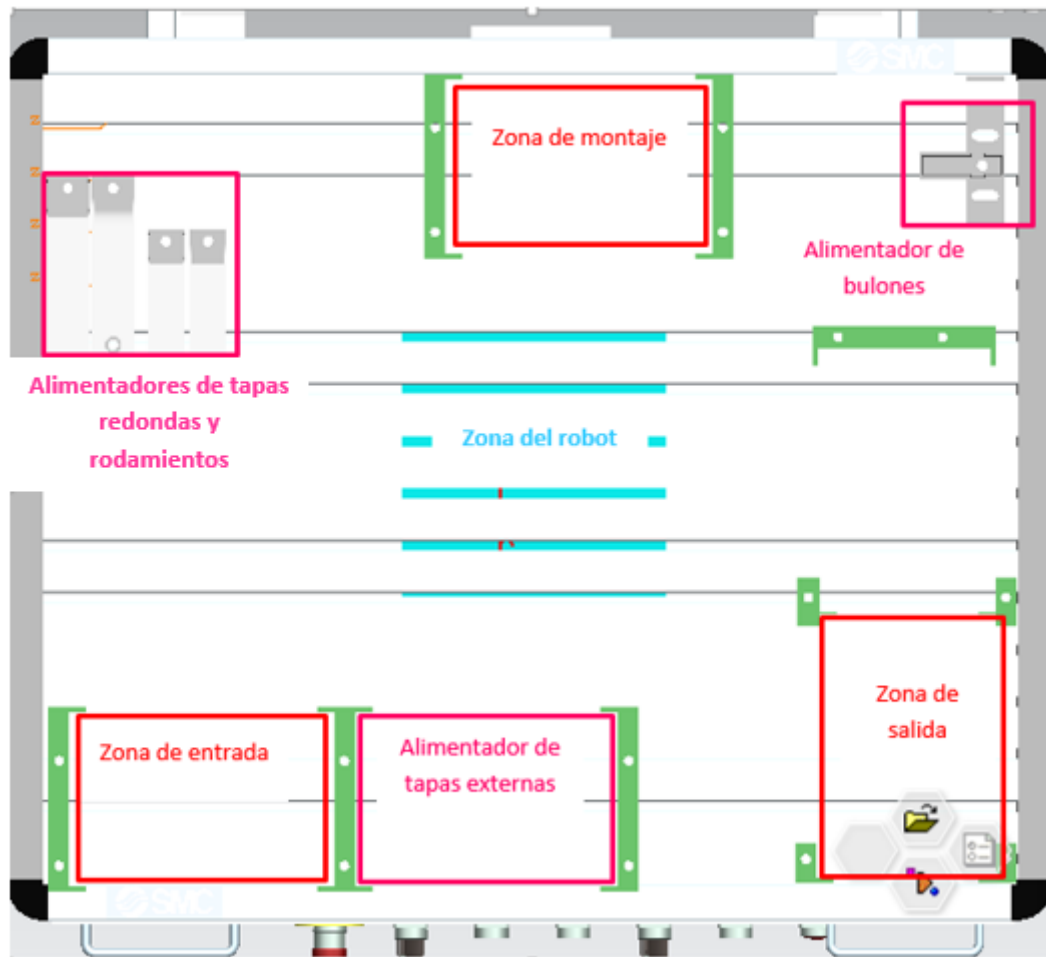 SMC
Zona de montaje
Alimentador de
bulones
Alimentadores de tapas
redondas y
rodamientos
Zona del robot
Zona de
salida
Zona de entrada
Alimentador de
tapas externas
SMC